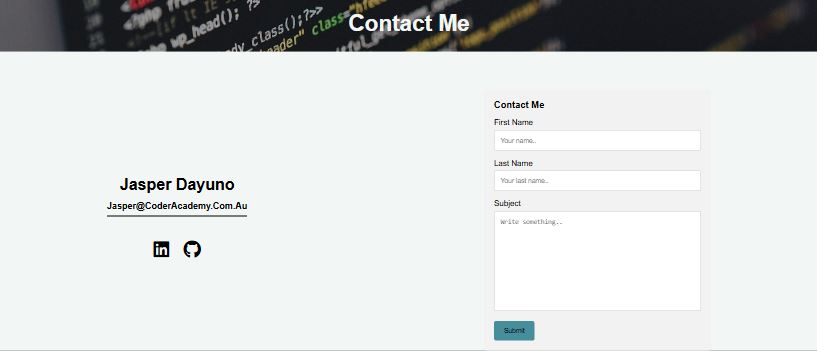 Contact Me
Jasper Dayuno
Jasper@CoderAcademy.Com.Au
in
Contact Me
First Name
Your name..
Last Name
Your last name..
Subject
Write something..
Submit